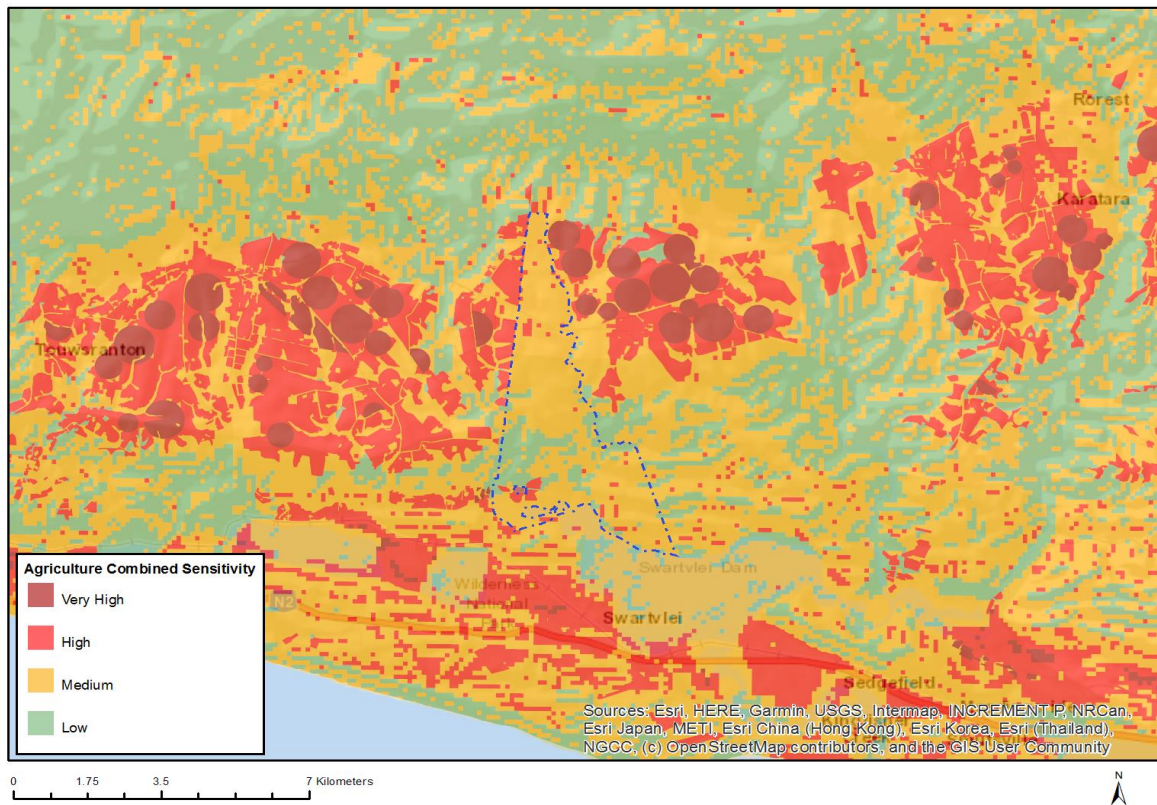 Rorest
Karatara
Touwsranton
Wilderness
National
Park
Swartvler Dam
Swartvlei
N2
Sedgefield
Agriculture Combined Sensitivity
Very High
High
Medium
Low
Sources: Esri, HERE, Garmin, USGS, Intermap, INCREMENT P, NRCan,
Esri Japan, METI, Esri China (Hong Kong), Esri Korea, Esri (Thailand),
NGCC, (c) OpenStreetMap contributors, and the GIS User Community
0 1.75 3.5 7 Kilometers
N